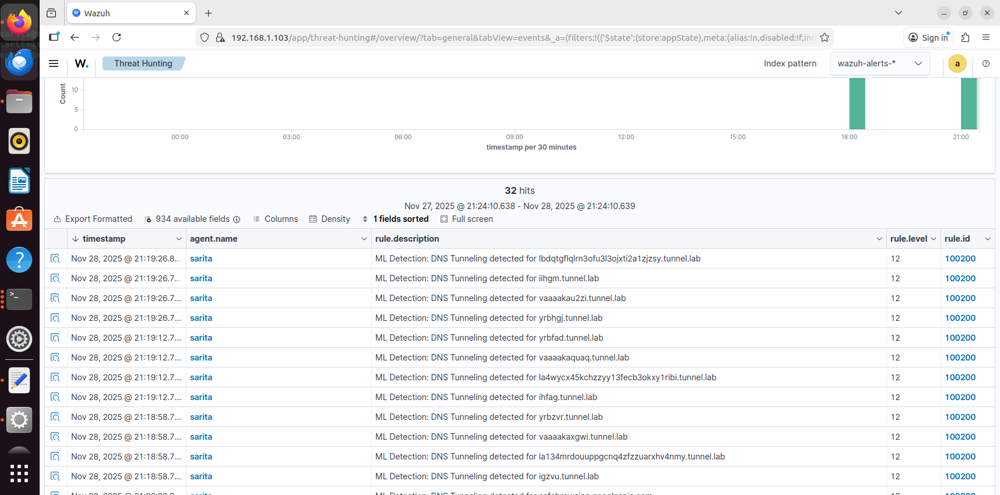 Wazuh
192.168.1.103/app/threat-hunting#/overview/?tab=general&tabView=events&_a=(filters:!(('$state':(store:appState),meta:(alias:!n,disabled:!f,inc
Sign in
W.
Threat Hunting
Index pattern
wazuh-alerts-*
a
Count
10
5
0
00:00 03:00 06:00 09:00 12:00 15:00 18:00 21:00
timestamp per 30 minutes
32 hits
Nov 27, 2025 @ 21:24:10.638 - Nov 28, 2025 @ 21:24:10.639
Export Formatted 934 available fields Columns Density 1 fields sorted Full screen
timestamp agent.name rule.description rule.level rule.id
Nov 28, 2025 @ 21:19:26.8... sarita ML Detection: DNS Tunneling detected for lbdqtgflqlrn3ofu3l3ojxti2a1zjzsy.tunnel.lab 12 100200
Nov 28, 2025 @ 21:19:26.7... sarita ML Detection: DNS Tunneling detected for iihgm.tunnel.lab 12 100200
Nov 28, 2025 @ 21:19:26.7... sarita ML Detection: DNS Tunneling detected for vaaaakau2zi.tunnel.lab 12 100200
Nov 28, 2025 @ 21:19:26.7... sarita ML Detection: DNS Tunneling detected for yrbhgj.tunnel.lab 12 100200
Nov 28, 2025 @ 21:19:12.7... sarita ML Detection: DNS Tunneling detected for yrbfad.tunnel.lab 12 100200
Nov 28, 2025 @ 21:19:12.7... sarita ML Detection: DNS Tunneling detected for vaaaakaquaq.tunnel.lab 12 100200
Nov 28, 2025 @ 21:19:12.7... sarita ML Detection: DNS Tunneling detected for la4wycx45kchzzyy13fecb3okxy1ribi.tunnel.lab 12 100200
Nov 28, 2025 @ 21:19:12.7... sarita ML Detection: DNS Tunneling detected for ihfag.tunnel.lab 12 100200
Nov 28, 2025 @ 21:18:58.7... sarita ML Detection: DNS Tunneling detected for yrbzvr.tunnel.lab 12 100200
Nov 28, 2025 @ 21:18:58.7... sarita ML Detection: DNS Tunneling detected for vaaaakaxgwi.tunnel.lab 12 100200
Nov 28, 2025 @ 21:18:58.7... sarita ML Detection: DNS Tunneling detected for la134mrdouuppgcnq4zfzzuarxhv4nmy.tunnel.lab 12 100200
Nov 28, 2025 @ 21:18:58.7... sarita ML Detection: DNS Tunneling detected for igzvu.tunnel.lab 12 100200